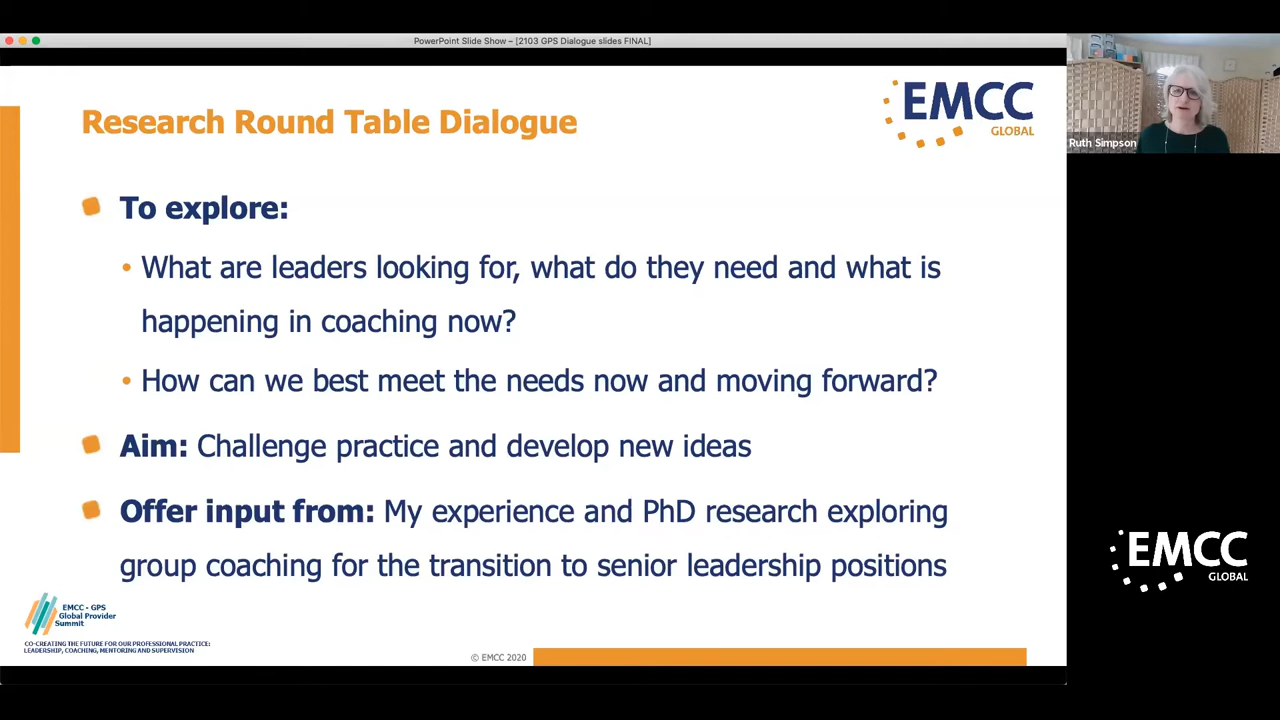 PowerPoint Slide Show – [2103 GPS Dialogue slides FINAL]
Research Round Table Dialogue
EMCC
GLOBAL
Ruth Simpson
To explore:
• What are leaders looking for, what do they need and what is
happening in coaching now?
• How can we best meet the needs now and moving forward?
Aim: Challenge practice and develop new ideas
Offer input from: My experience and PhD research exploring
group coaching for the transition to senior leadership positions
EMCC
GLOBAL
EMCC - GPS
Global Provider
Summit
CO-CREATING THE FUTURE FOR OUR PROFESSIONAL PRACTICE:
LEADERSHIP, COACHING, MENTORING AND SUPERVISION
© EMCC 2020